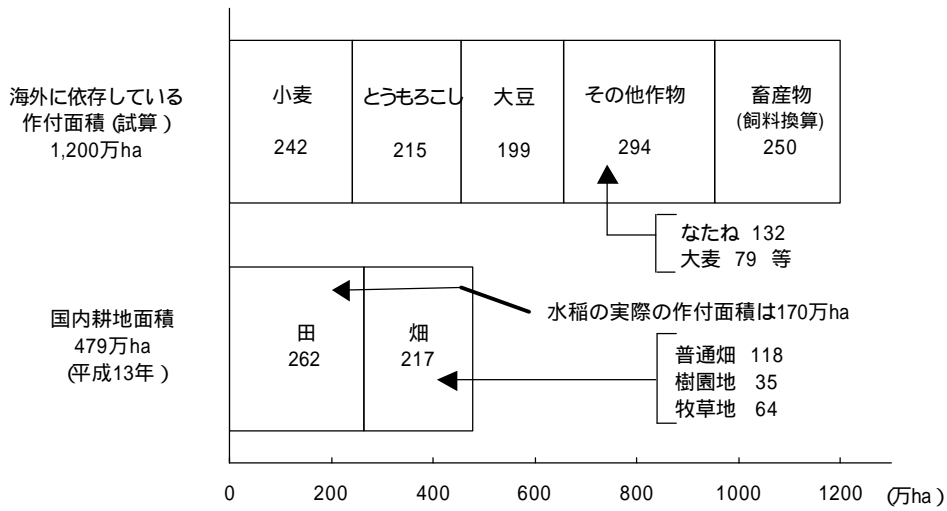 海外に依存している
作付面積（試算）
1,200万ha
小麦
242
とうもろこし
215
大豆
199
その他作物
294
畜産物
(飼料換算)
250
なたね 132
大麦 79 等
国内耕地面積
479万ha
(平成13年）
田
262
畑
217
水稲の実際の作付面積は170万ha
普通畑 118
樹園地 35
牧草地 64
0 200 400 600 800 1000 1200 (万ha）